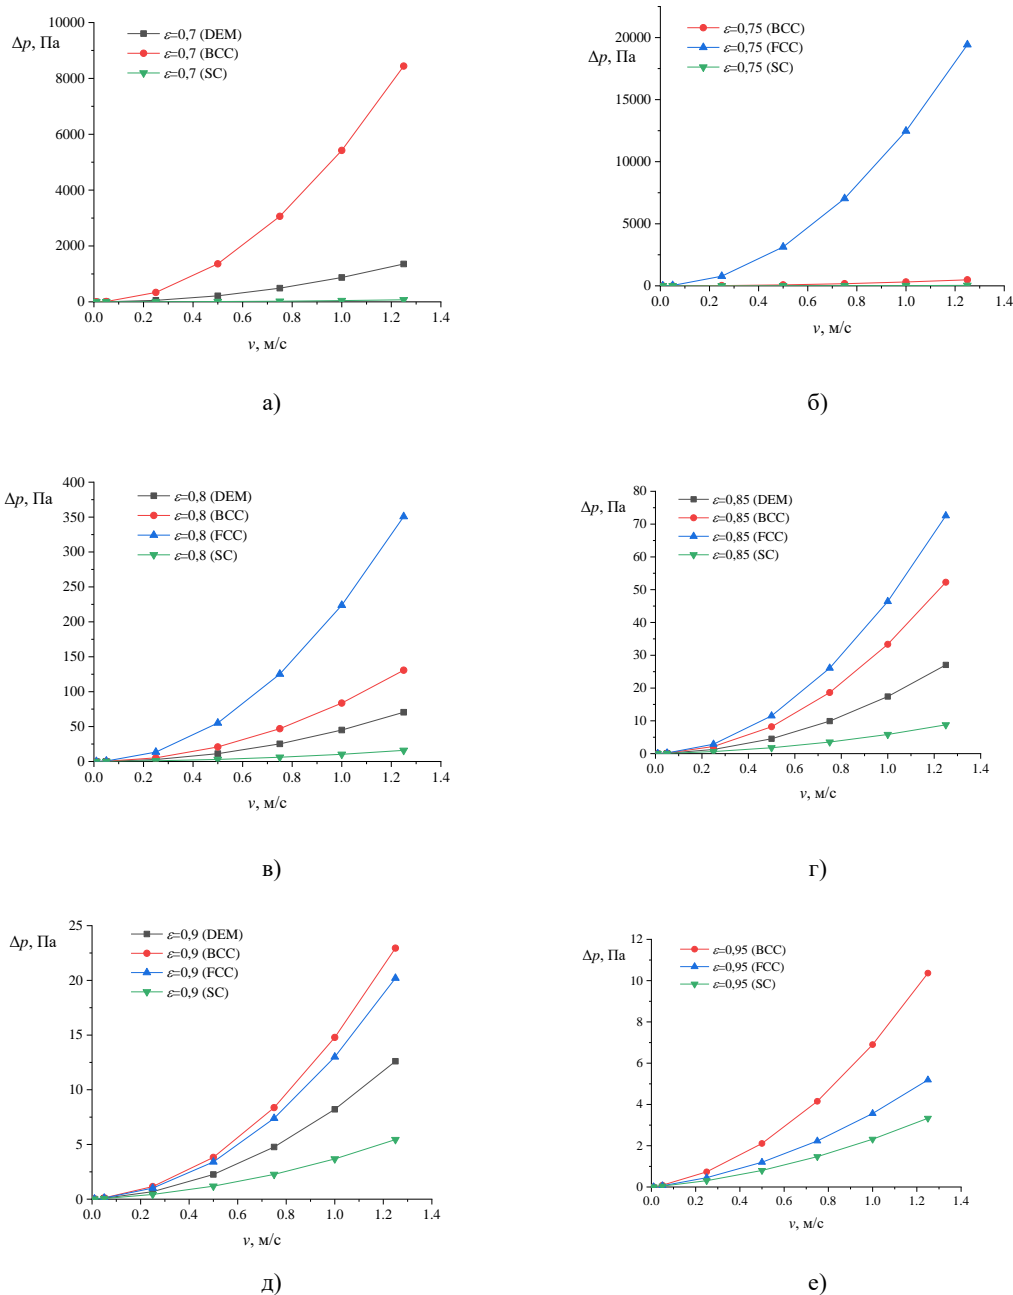 Δp, Па
10000
8000
6000
4000
2000
0
ε=0,7 (DEM)
ε=0,7 (BCC)
ε=0,7 (SC)
0.0 0.2 0.4 0.6 0.8 1.0 1.2 1.4
v, м/с
а)
Δp, Па
20000
15000
10000
5000
0
ε=0,75 (BCC)
ε=0,75 (FCC)
ε=0,75 (SC)
0.0 0.2 0.4 0.6 0.8 1.0 1.2 1.4
v, м/с
б)
Δp, Па
400
350
300
250
200
150
100
50
0
ε=0,8 (DEM)
ε=0,8 (BCC)
ε=0,8 (FCC)
ε=0,8 (SC)
0.0 0.2 0.4 0.6 0.8 1.0 1.2 1.4
v, м/с
в)
Δp, Па
80
70
60
50
40
30
20
10
0
ε=0,85 (DEM)
ε=0,85 (BCC)
ε=0,85 (FCC)
ε=0,85 (SC)
0.0 0.2 0.4 0.6 0.8 1.0 1.2 1.4
v, м/с
г)
Δp, Па
25
20
15
10
5
0
ε=0,9 (DEM)
ε=0,9 (BCC)
ε=0,9 (FCC)
ε=0,9 (SC)
0.0 0.2 0.4 0.6 0.8 1.0 1.2 1.4
v, м/с
д)
Δp, Па
12
10
8
6
4
2
0
ε=0,95 (BCC)
ε=0,95 (FCC)
ε=0,95 (SC)
0.0 0.2 0.4 0.6 0.8 1.0 1.2 1.4
v, м/с
е)